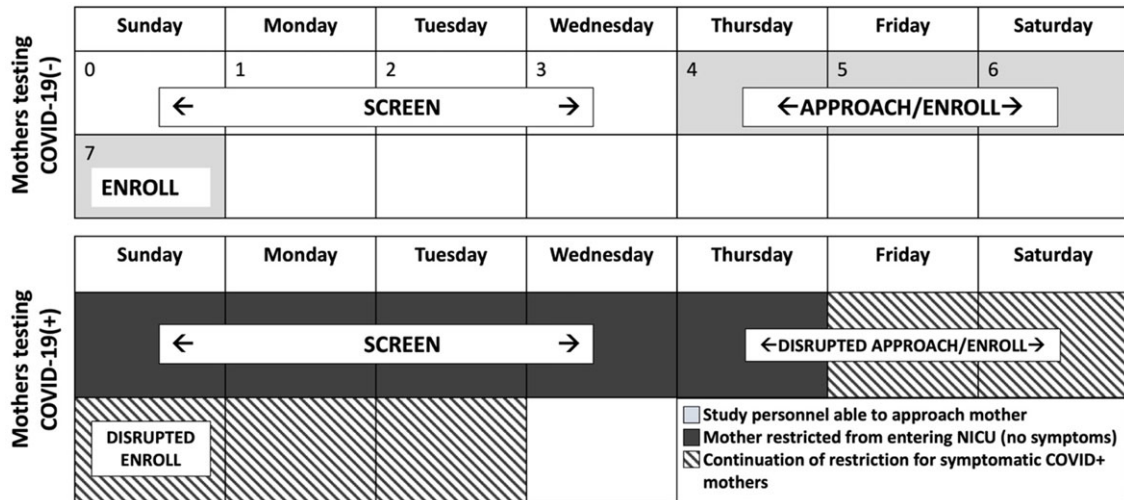 Mothers testing
COVID-19(-)
Sunday Monday Tuesday Wednesday Thursday Friday Saturday
0 1 2 3 4 5 6
← SCREEN → ←APPROACH/ENROLL→
7
ENROLL
Mothers testing
COVID-19(+)
Sunday Monday Tuesday Wednesday Thursday Friday Saturday
← SCREEN → ←DISRUPTED APPROACH/ENROLL→
DISRUPTED
ENROLL
Study personnel able to approach mother
Mother restricted from entering NICU (no symptoms)
Continuation of restriction for symptomatic COVID+
mothers